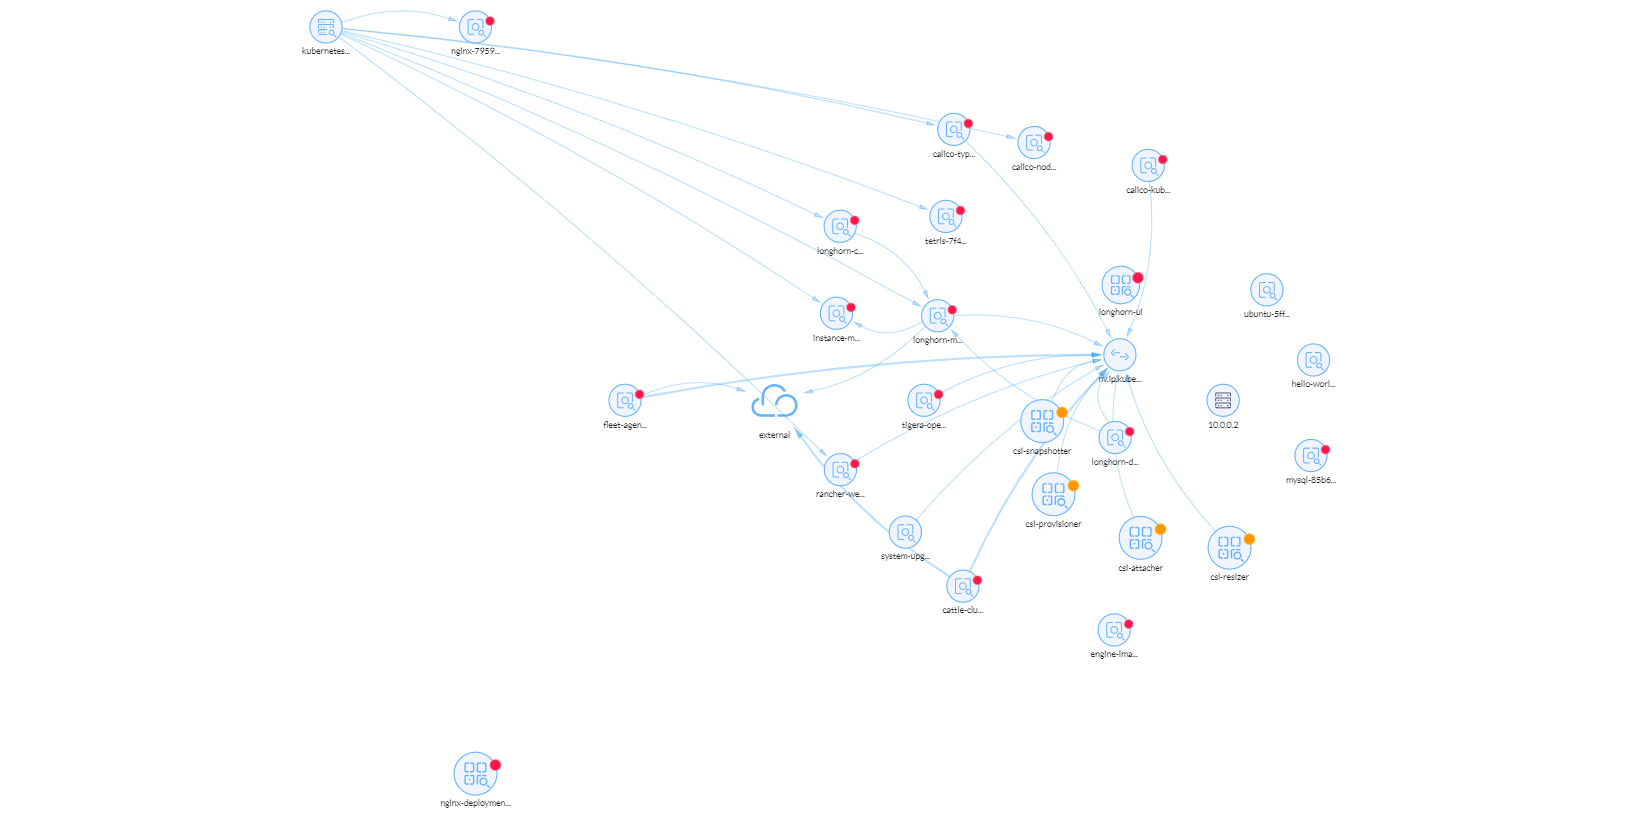 kubernetes...
nginx-7959...
calico-typ...
calico-nod...
calico-kub...
tetris-7f4...
longhorn-c...
longhorn-ui
ubuntu-5ff...
instance-m...
longhorn-m...
nv.ip.kube...
hello-worl...
fleet-agen...
external
tigera-ope...
10.0.0.2
csi-snapshotter
longhorn-d...
mysql-85b6...
rancher-we...
csi-provisioner
system-upg...
csi-attacher
csi-resizer
cattle-clu...
engine-ima...
nginx-deploymen...